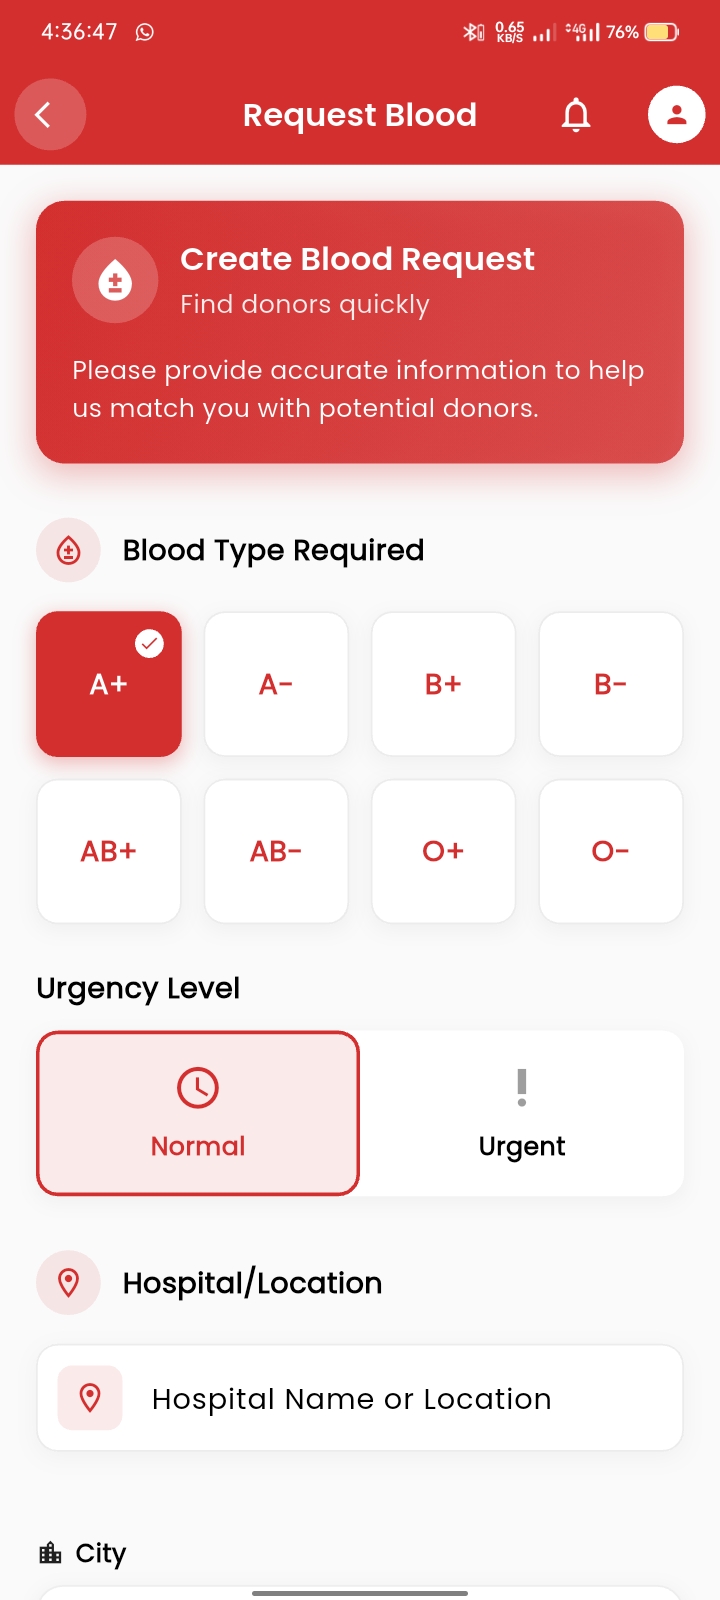 4:36:47
0.65 KB/S 4G 76%
Request Blood
Create Blood Request
Find donors quickly
Please provide accurate information to help
us match you with potential donors.
Blood Type Required
A+ A- B+ B-
AB+ AB- O+ O-
Urgency Level
Normal Urgent
Hospital/Location
Hospital Name or Location
City